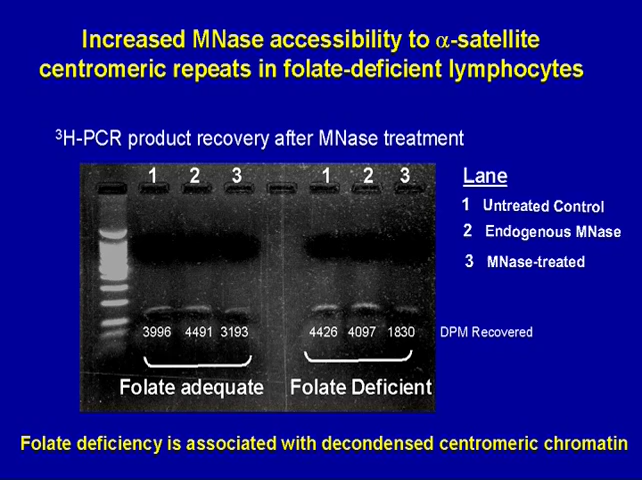 Increased MNase accessibility to α-satellite
centromeric repeats in folate-deficient lymphocytes
³H-PCR product recovery after MNase treatment
1 2 3 1 2 3
Lane
1 Untreated Control
2 Endogenous MNase
3 MNase-treated
3996 4491 3193 4426 4097 1830 DPM Recovered
Folate adequate Folate Deficient
Folate deficiency is associated with decondensed centromeric chromatin